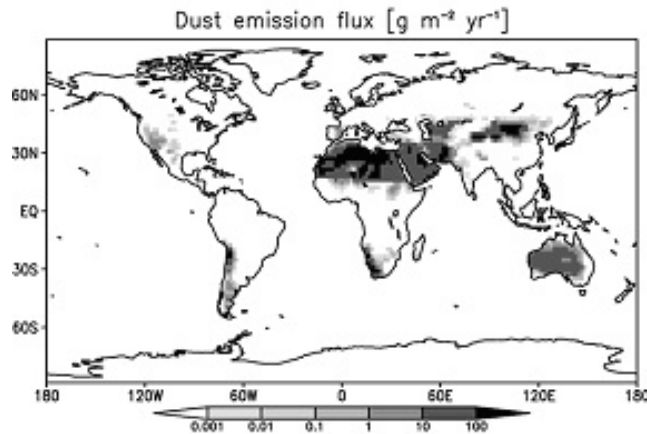 Dust emission flux [g m⁻² yr⁻¹]
60N
30N
EQ
30S
60S
180 120W 60W 0 60E 120E 180
0.001 0.01 0.1 1 10 100